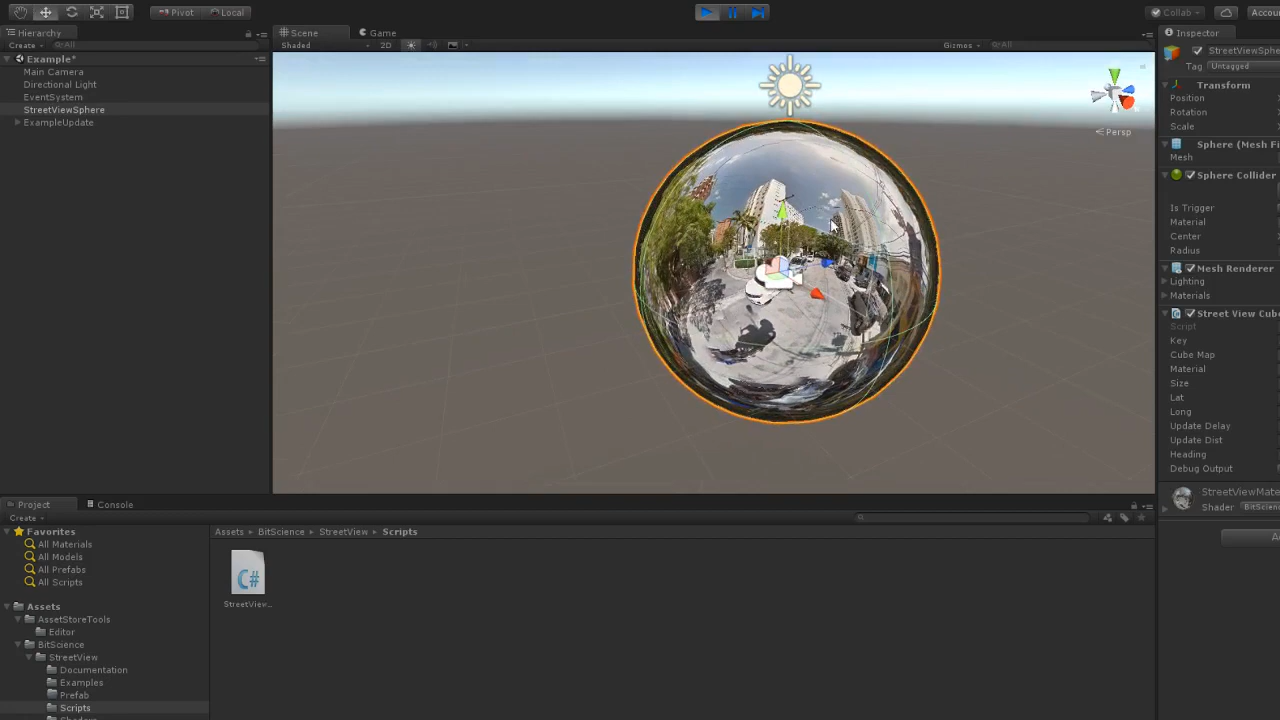 Pivot Local
Collab
Accou
Hierarchy
Create All
Example*
Main Camera
Directional Light
EventSystem
StreetViewSphere
ExampleUpdate
Scene Game
Shaded 2D Gizmos All
Persp
Inspector
StreetViewSphe
Tag Untagged
Transform
Position
Rotation
Scale
Sphere (Mesh Fi
Mesh
Sphere Collider
Is Trigger
Material
Center
Radius
Mesh Renderer
Lighting
Materials
Street View Cube
Script
Key
Cube Map
Material
Size
Lat
Long
Update Delay
Update Dist
Heading
Debug Output
StreetViewMate
Shader BitScienc
A
Project Console
Create
Favorites
All Materials
All Models
All Prefabs
All Scripts
Assets
AssetStoreTools
Editor
BitScience
StreetView
Documentation
Examples
Prefab
Scripts
Shaders
Assets BitScience StreetView Scripts
C#
StreetView...